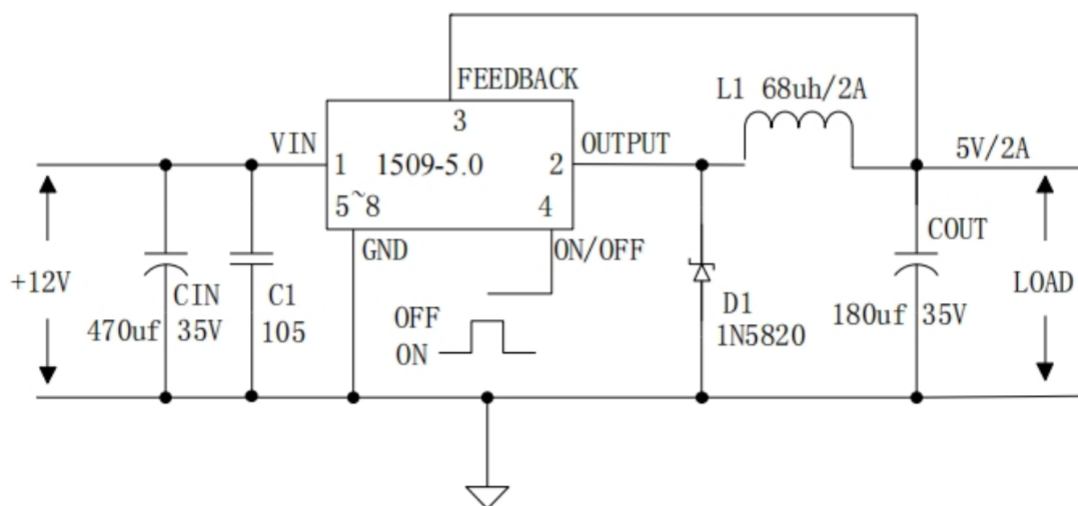 FEEDBACK
3
L1 68uh/2A
VIN
OUTPUT
5V/2A
1 1509-5.0 2
5~8 4
GND
ON/OFF
COUT
+12V
CIN
C1
LOAD
470uf 35V
105
OFF
ON
D1
1N5820
180uf 35V